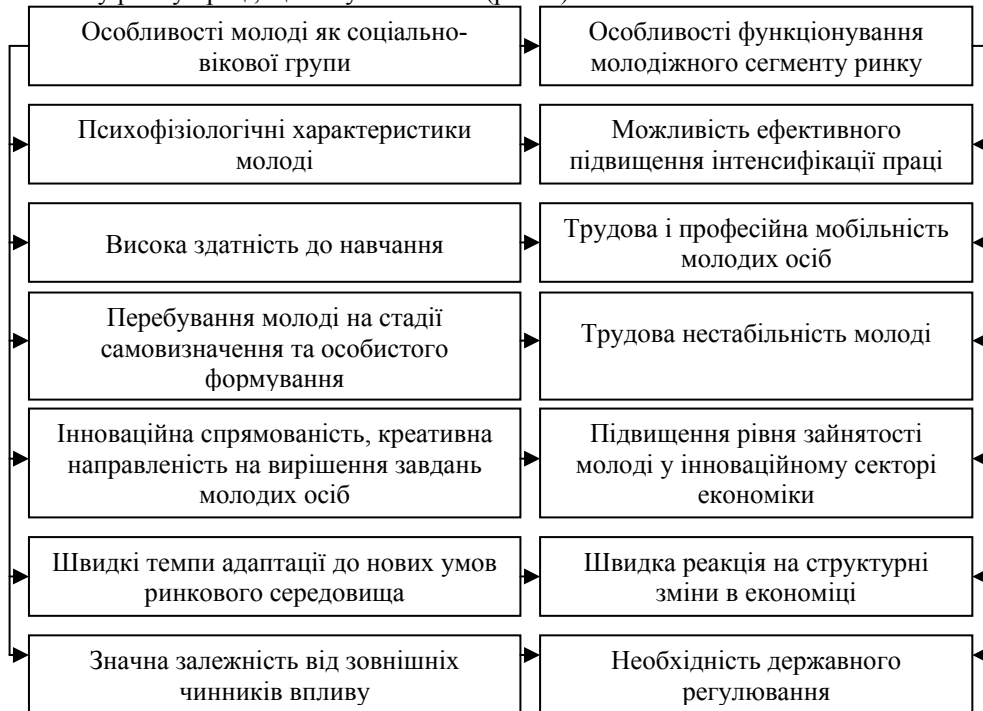 Особливості молоді як соціально-
вікової групи
Особливості функціонування
молодіжного сегменту ринку
Психофізіологічні характеристики
молоді
Можливість ефективного
підвищення інтенсифікації праці
Висока здатність до навчання
Трудова і професійна мобільність
молодих осіб
Перебування молоді на стадії
самовизначення та особистого
формування
Трудова нестабільність молоді
Інноваційна спрямованість, креативна
направленість на вирішення завдань
молодих осіб
Підвищення рівня зайнятості
молоді у інноваційному секторі
економіки
Швидкі темпи адаптації до нових умов
ринкового середовища
Швидка реакція на структурні
зміни в економіці
Значна залежність від зовнішніх
чинників впливу
Необхідність державного
регулювання